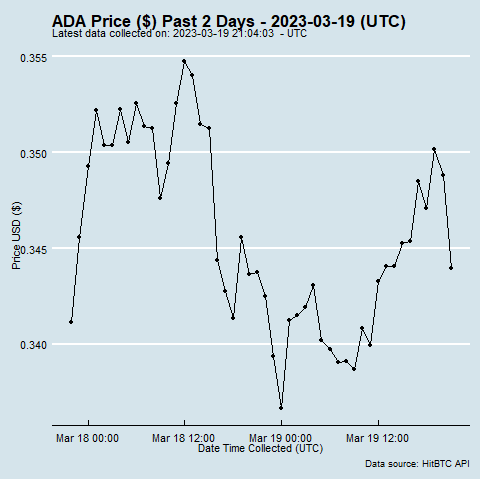 ADA Price ($) Past 2 Days - 2023-03-19 (UTC)
Latest data collected on: 2023-03-19 21:04:03 - UTC
0.355
0.350
0.345
0.340
Price USD ($)
Mar 18 00:00 Mar 18 12:00 Mar 19 00:00 Mar 19 12:00
Date Time Collected (UTC)
Data source: HitBTC API